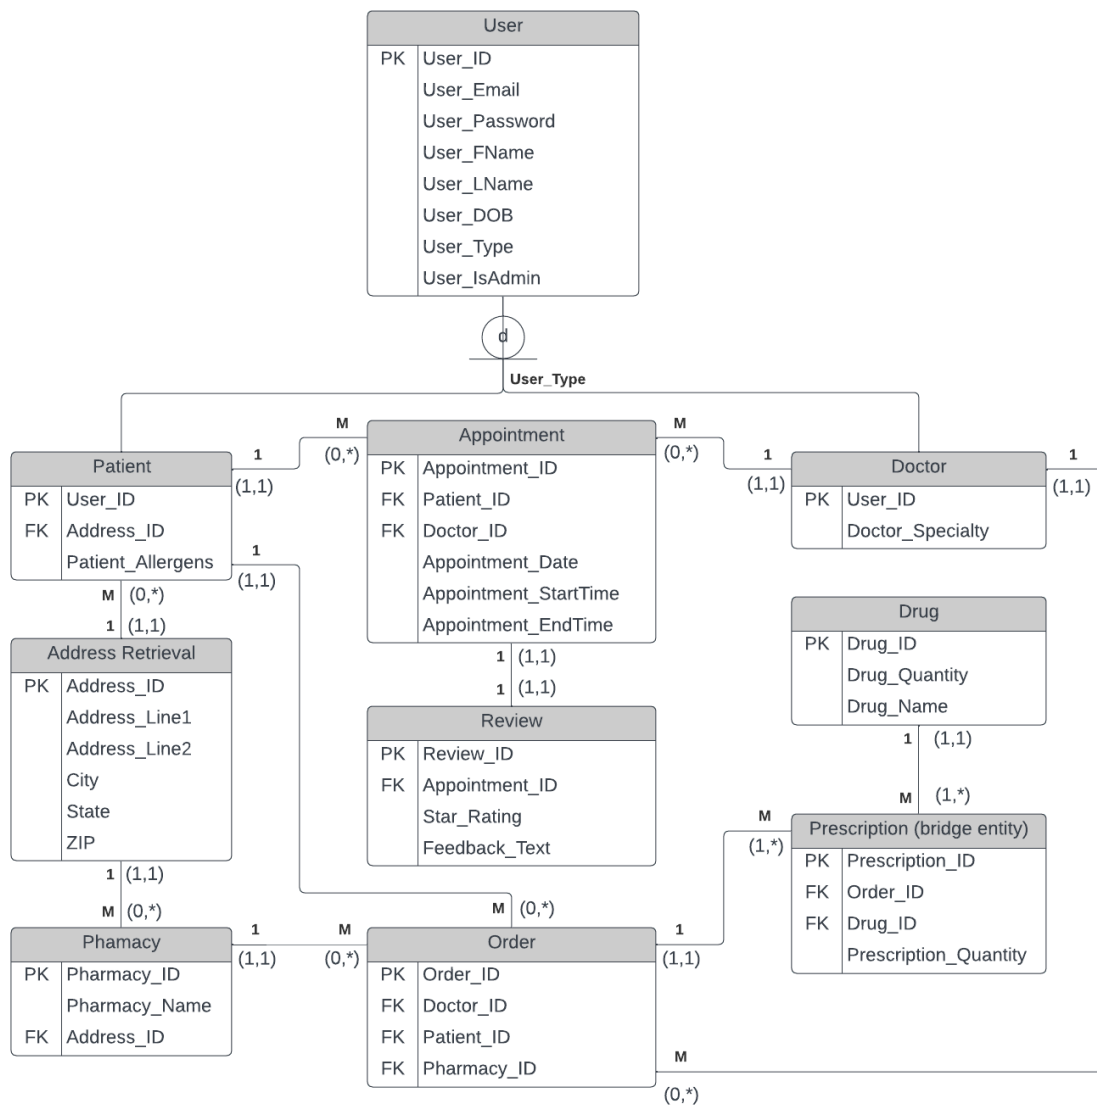 User
PK User_ID
User_Email
User_Password
User_FName
User_LName
User_DOB
User_Type
User_IsAdmin
d
User_Type
M
(0,*)
1
(1,1)
Appointment
PK Appointment_ID
FK Patient_ID
FK Doctor_ID
Appointment_Date
Appointment_StartTime
Appointment_EndTime
M
(0,*)
1
(1,1)
Patient
PK User_ID
FK Address_ID
Patient_Allergens
1
(1,1)
Doctor
PK User_ID
Doctor_Specialty
1
(1,1)
M (0,*)
1 (1,1)
Address Retrieval
PK Address_ID
Address_Line1
Address_Line2
City
State
ZIP
1 (1,1)
1 (1,1)
Review
PK Review_ID
FK Appointment_ID
Star_Rating
Feedback_Text
Drug
PK Drug_ID
Drug_Quantity
Drug_Name
1 (1,1)
M (1,*)
Prescription (bridge entity)
PK Prescription_ID
FK Order_ID
FK Drug_ID
Prescription_Quantity
M
(1,*)
1 (1,1)
M (0,*)
Phamacy
PK Pharmacy_ID
Pharmacy_Name
FK Address_ID
1
(1,1)
M
(0,*)
M (0,*)
Order
PK Order_ID
FK Doctor_ID
FK Patient_ID
FK Pharmacy_ID
1
(1,1)
M
(0,*)